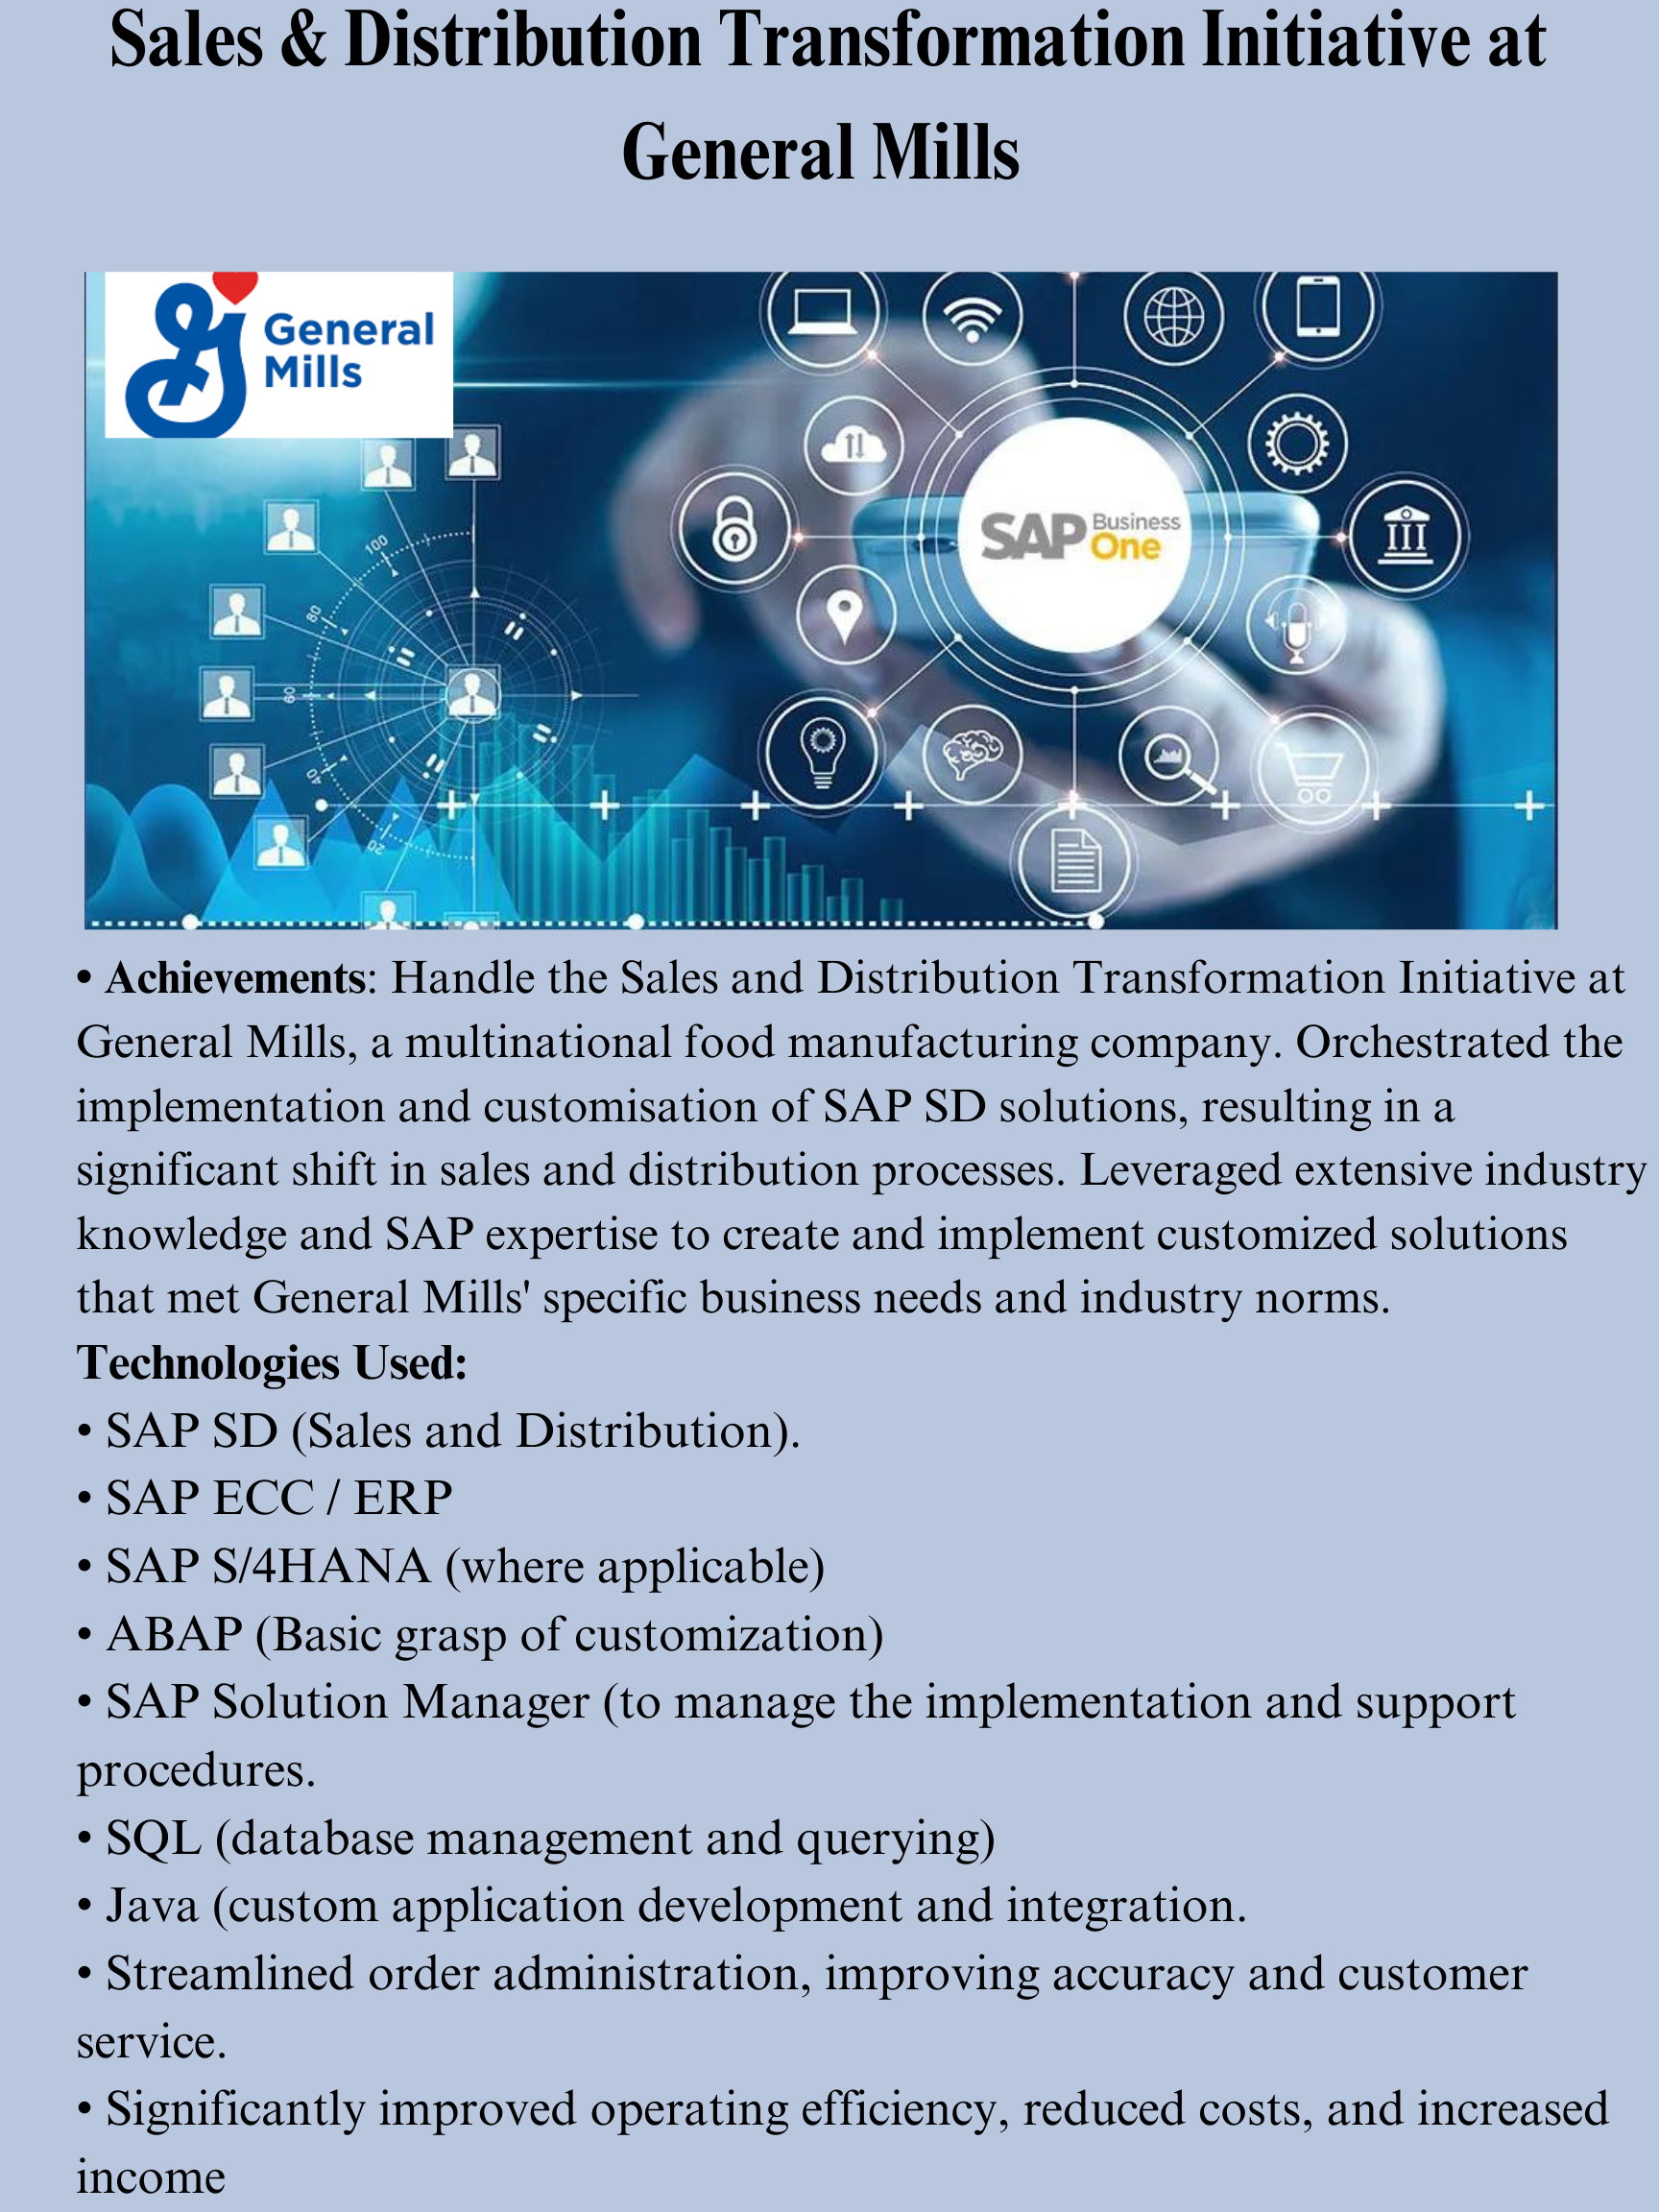 Sales & Distribution Transformation Initiative at
General Mills
General
Mills
100
80
60
40
20
SAP Business
One
• Achievements: Handle the Sales and Distribution Transformation Initiative at
General Mills, a multinational food manufacturing company. Orchestrated the
implementation and customisation of SAP SD solutions, resulting in a
significant shift in sales and distribution processes. Leveraged extensive industry
knowledge and SAP expertise to create and implement customized solutions
that met General Mills' specific business needs and industry norms.
Technologies Used:
• SAP SD (Sales and Distribution).
• SAP ECC / ERP
• SAP S/4HANA (where applicable)
• ABAP (Basic grasp of customization)
• SAP Solution Manager (to manage the implementation and support
procedures.
• SQL (database management and querying)
• Java (custom application development and integration.
• Streamlined order administration, improving accuracy and customer
service.
• Significantly improved operating efficiency, reduced costs, and increased
income